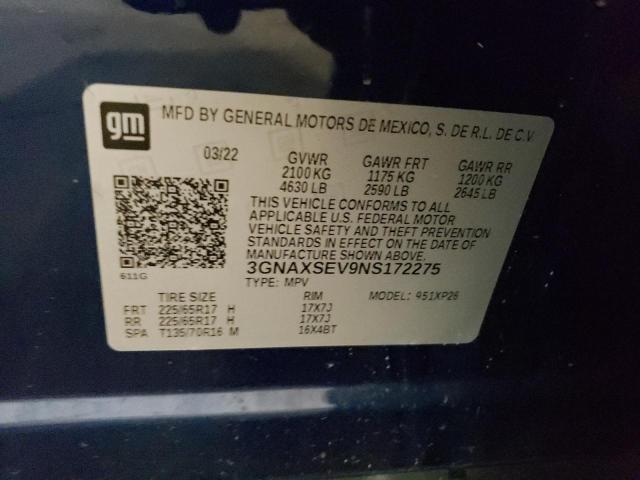 gm
MFD BY GENERAL MOTORS DE MEXICO, S. DE R.L. DE C.V.
03/22 GVWR GAWR FRT GAWR RR
2100 KG 1175 KG 1200 KG
4630 LB 2590 LB 2645 LB
THIS VEHICLE CONFORMS TO ALL
APPLICABLE U.S. FEDERAL MOTOR
VEHICLE SAFETY AND THEFT PREVENTION
STANDARDS IN EFFECT ON THE DATE OF
MANUFACTURE SHOWN ABOVE.
611G 3GNAXSEV9NS172275
TYPE: MPV
TIRE SIZE RIM MODEL: 951XP26
FRT 225/65R17 H 17X7J
RR 225/65R17 H 17X7J
SPA T135/70R16 M 16X4BT